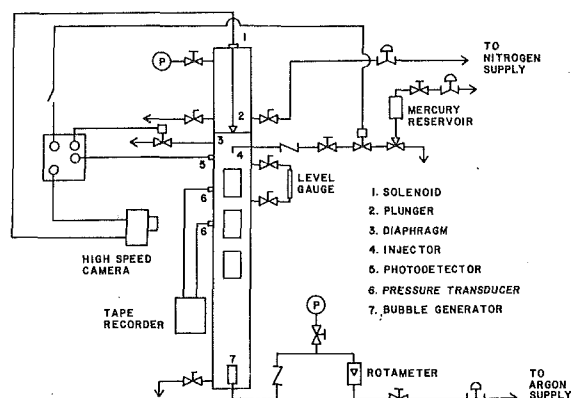 1
P
TO
NITROGEN
SUPPLY
MERCURY
RESERVOIR
2
3
4
5
LEVEL
GAUGE
6
6
1. SOLENOID
2. PLUNGER
3. DIAPHRAGM
4. INJECTOR
5. PHOTODETECTOR
6. PRESSURE TRANSDUCER
7. BUBBLE GENERATOR
HIGH SPEED
CAMERA
TAPE
RECORDER
P
7
ROTAMETER
TO
ARGON
SUPPLY